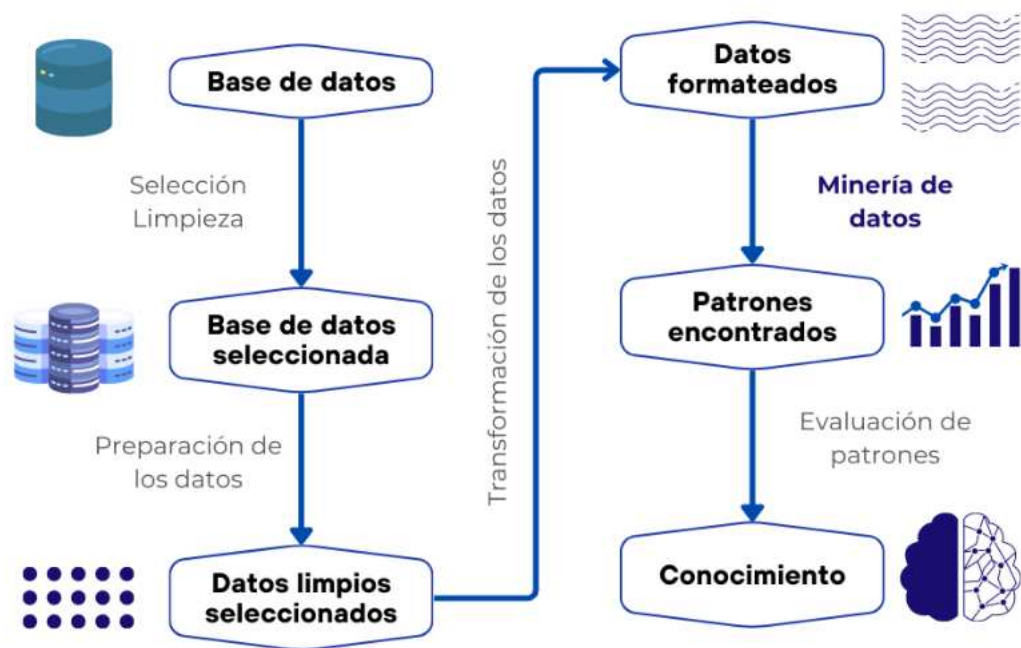 Base de datos
Selección
Limpieza
Base de datos
seleccionada
Preparación de
los datos
Datos limpios
seleccionados
Transformación de los datos
Datos
formateados
Minería de
datos
Patrones
encontrados
Evaluación de
patrones
Conocimiento